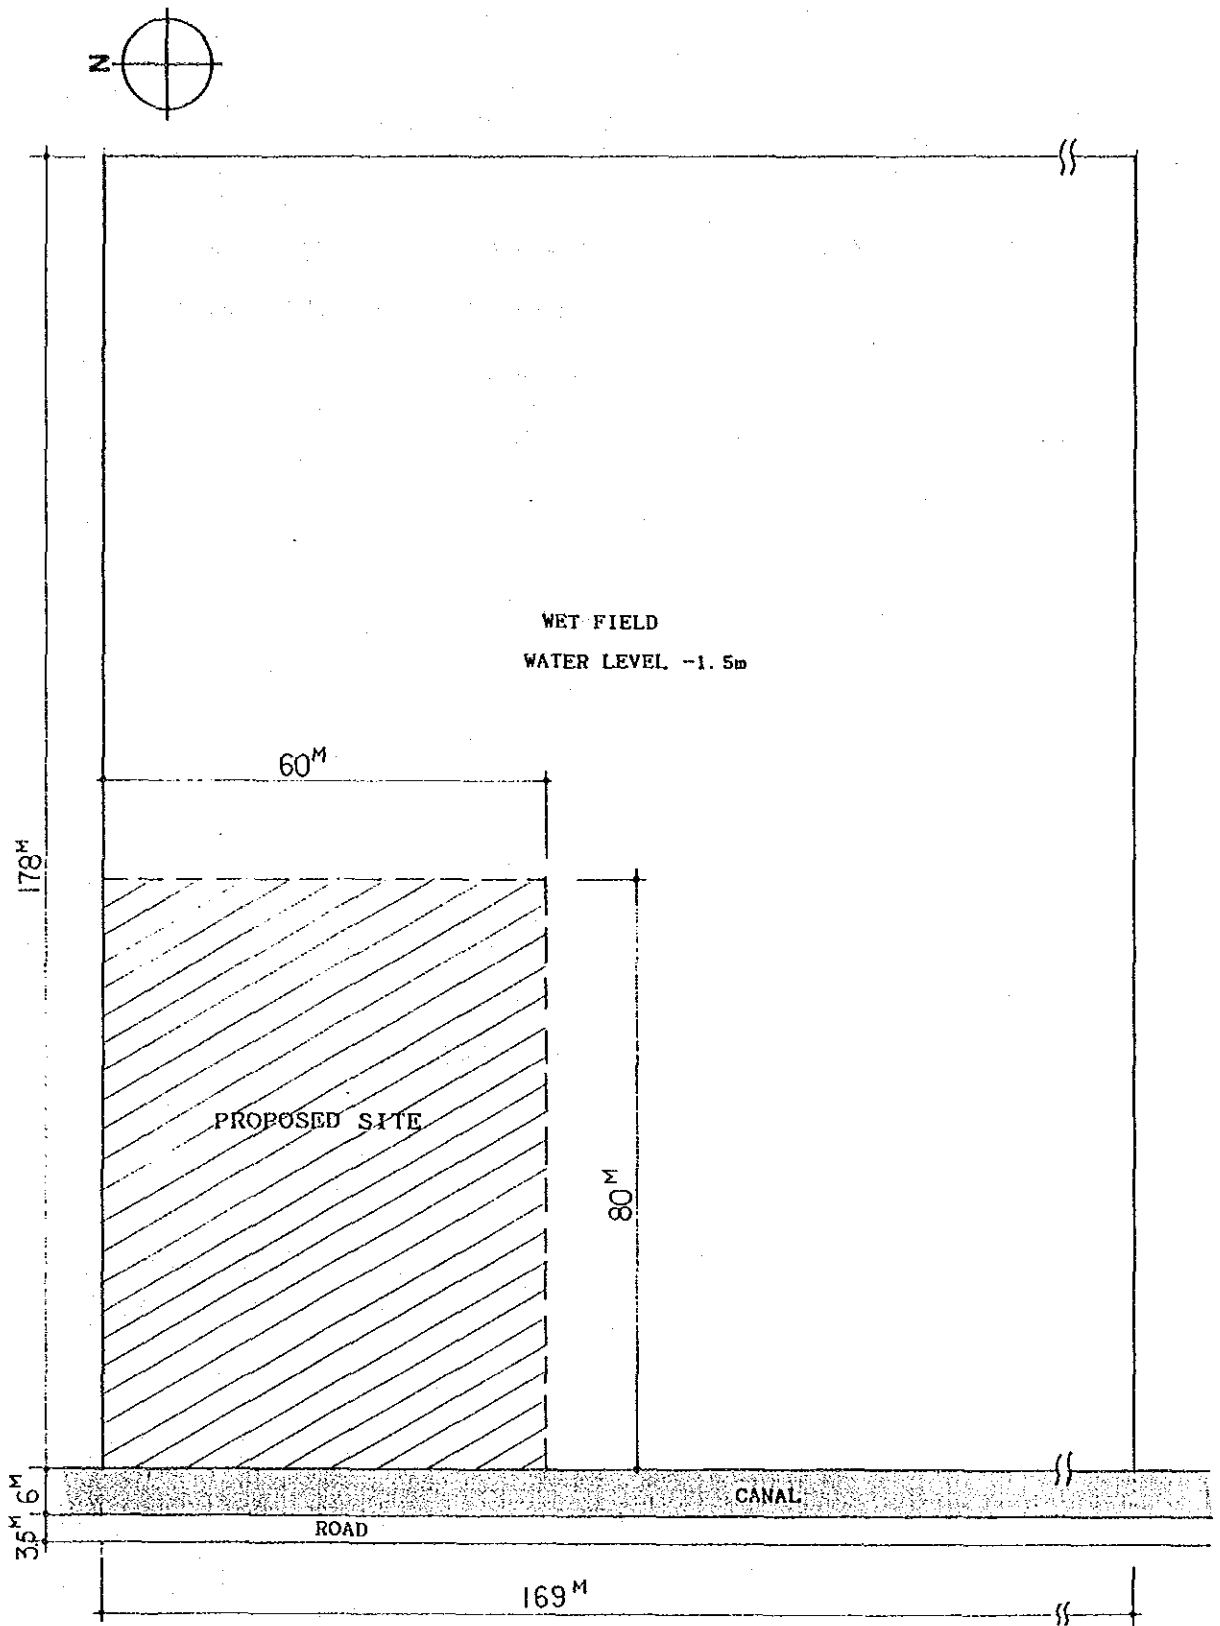 N
WET FIELD
WATER LEVEL -1.5m
60M
178M
PROPOSED SITE
80M
6M
CANAL
3.5M
ROAD
169M